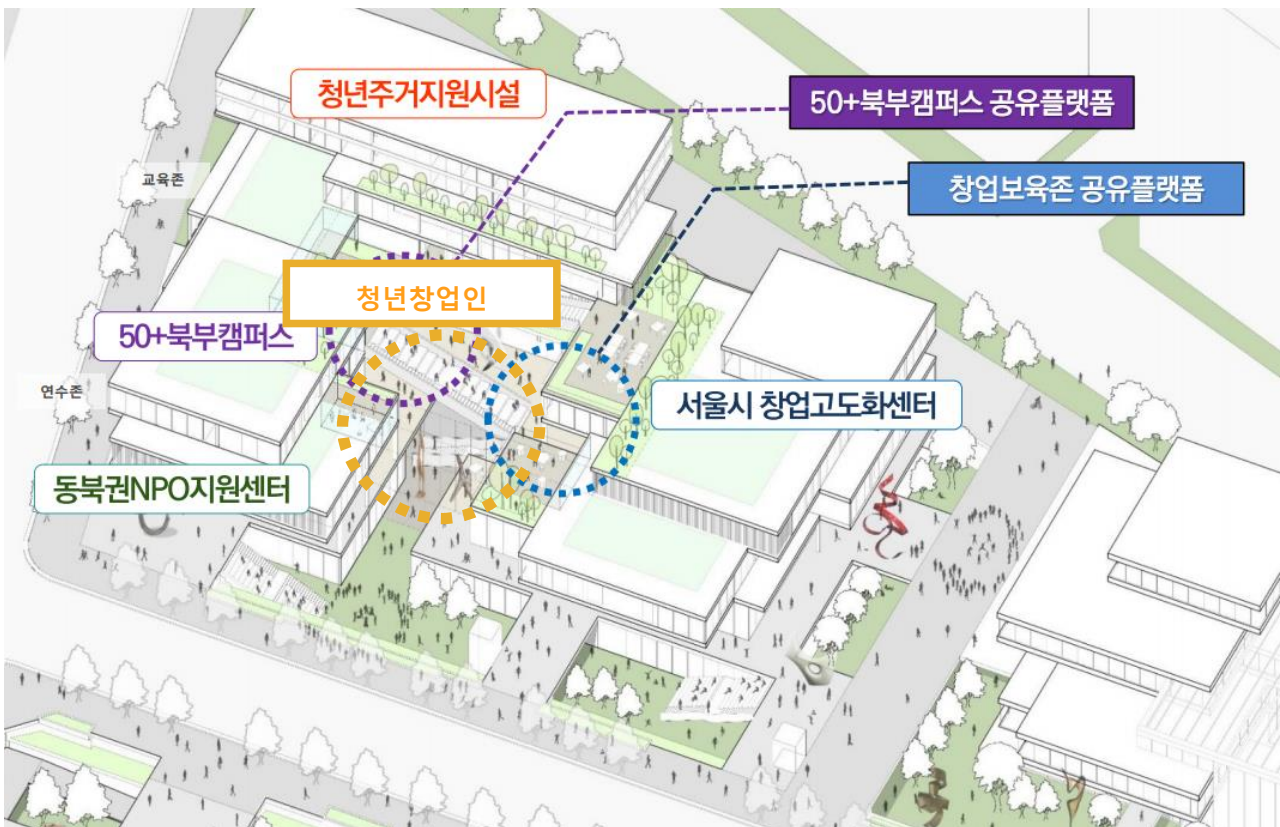 청년주거지원시설
50+북부캠퍼스 공유플랫폼
교육존
창업보육존 공유플랫폼
청년창업인
50+북부캠퍼스
연수존
서울시 창업고도화센터
동북권NPO지원센터